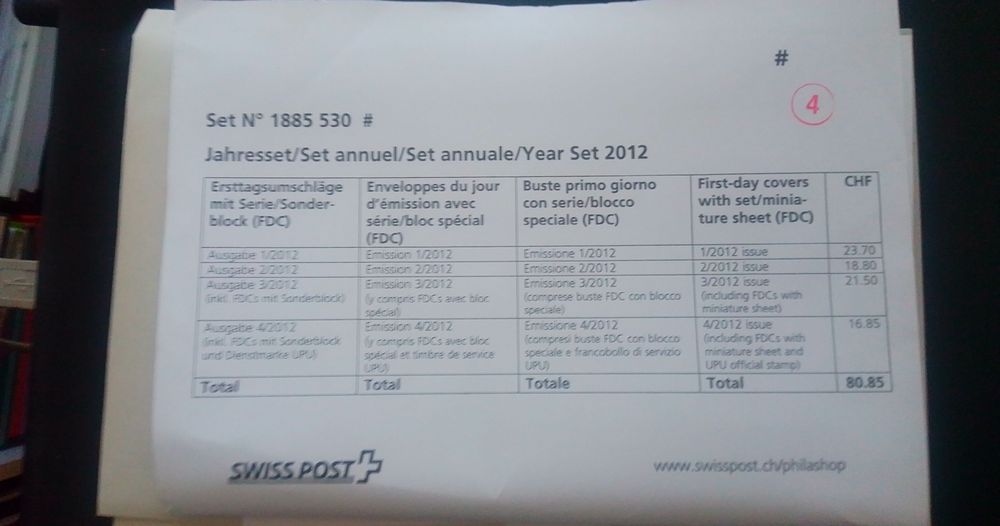 #
4
Set N° 1885 530 #
Jahresset/Set annuel/Set annuale/Year Set 2012
Ersttagsumschläge
mit Serie/Sonder-
block (FDC)
Enveloppes du jour
d'émission avec
série/bloc spécial
(FDC)
Buste primo giorno
con serie/blocco
speciale (FDC)
First-day covers
with set/minia-
ture sheet (FDC)
CHF
Ausgabe 1/2012
Emission 1/2012
Emissione 1/2012
1/2012 issue
23.70
Ausgabe 2/2012
Emission 2/2012
Emissione 2/2012
2/2012 issue
18.80
Ausgabe 3/2012
(inkl. FDCs mit Sonderblock)
Emission 3/2012
(y compris FDCs avec bloc
spécial)
Emissione 3/2012
(comprese buste FDC con blocco
speciale)
3/2012 issue
(including FDCs with
miniature sheet)
21.50
Ausgabe 4/2012
(inkl. FDCs mit Sonderblock
und Dienstmarke UPU)
Emission 4/2012
(y compris FDCs avec bloc
spécial et timbre de service
UPU)
Emissione 4/2012
(compresi buste FDC con blocco
speciale e francobollo di servizio
UPU)
4/2012 issue
(including FDCs with
miniature sheet and
UPU official stamp)
16.85
Total
Total
Totale
Total
80.85
SWISS POST
www.swisspost.ch/philashop